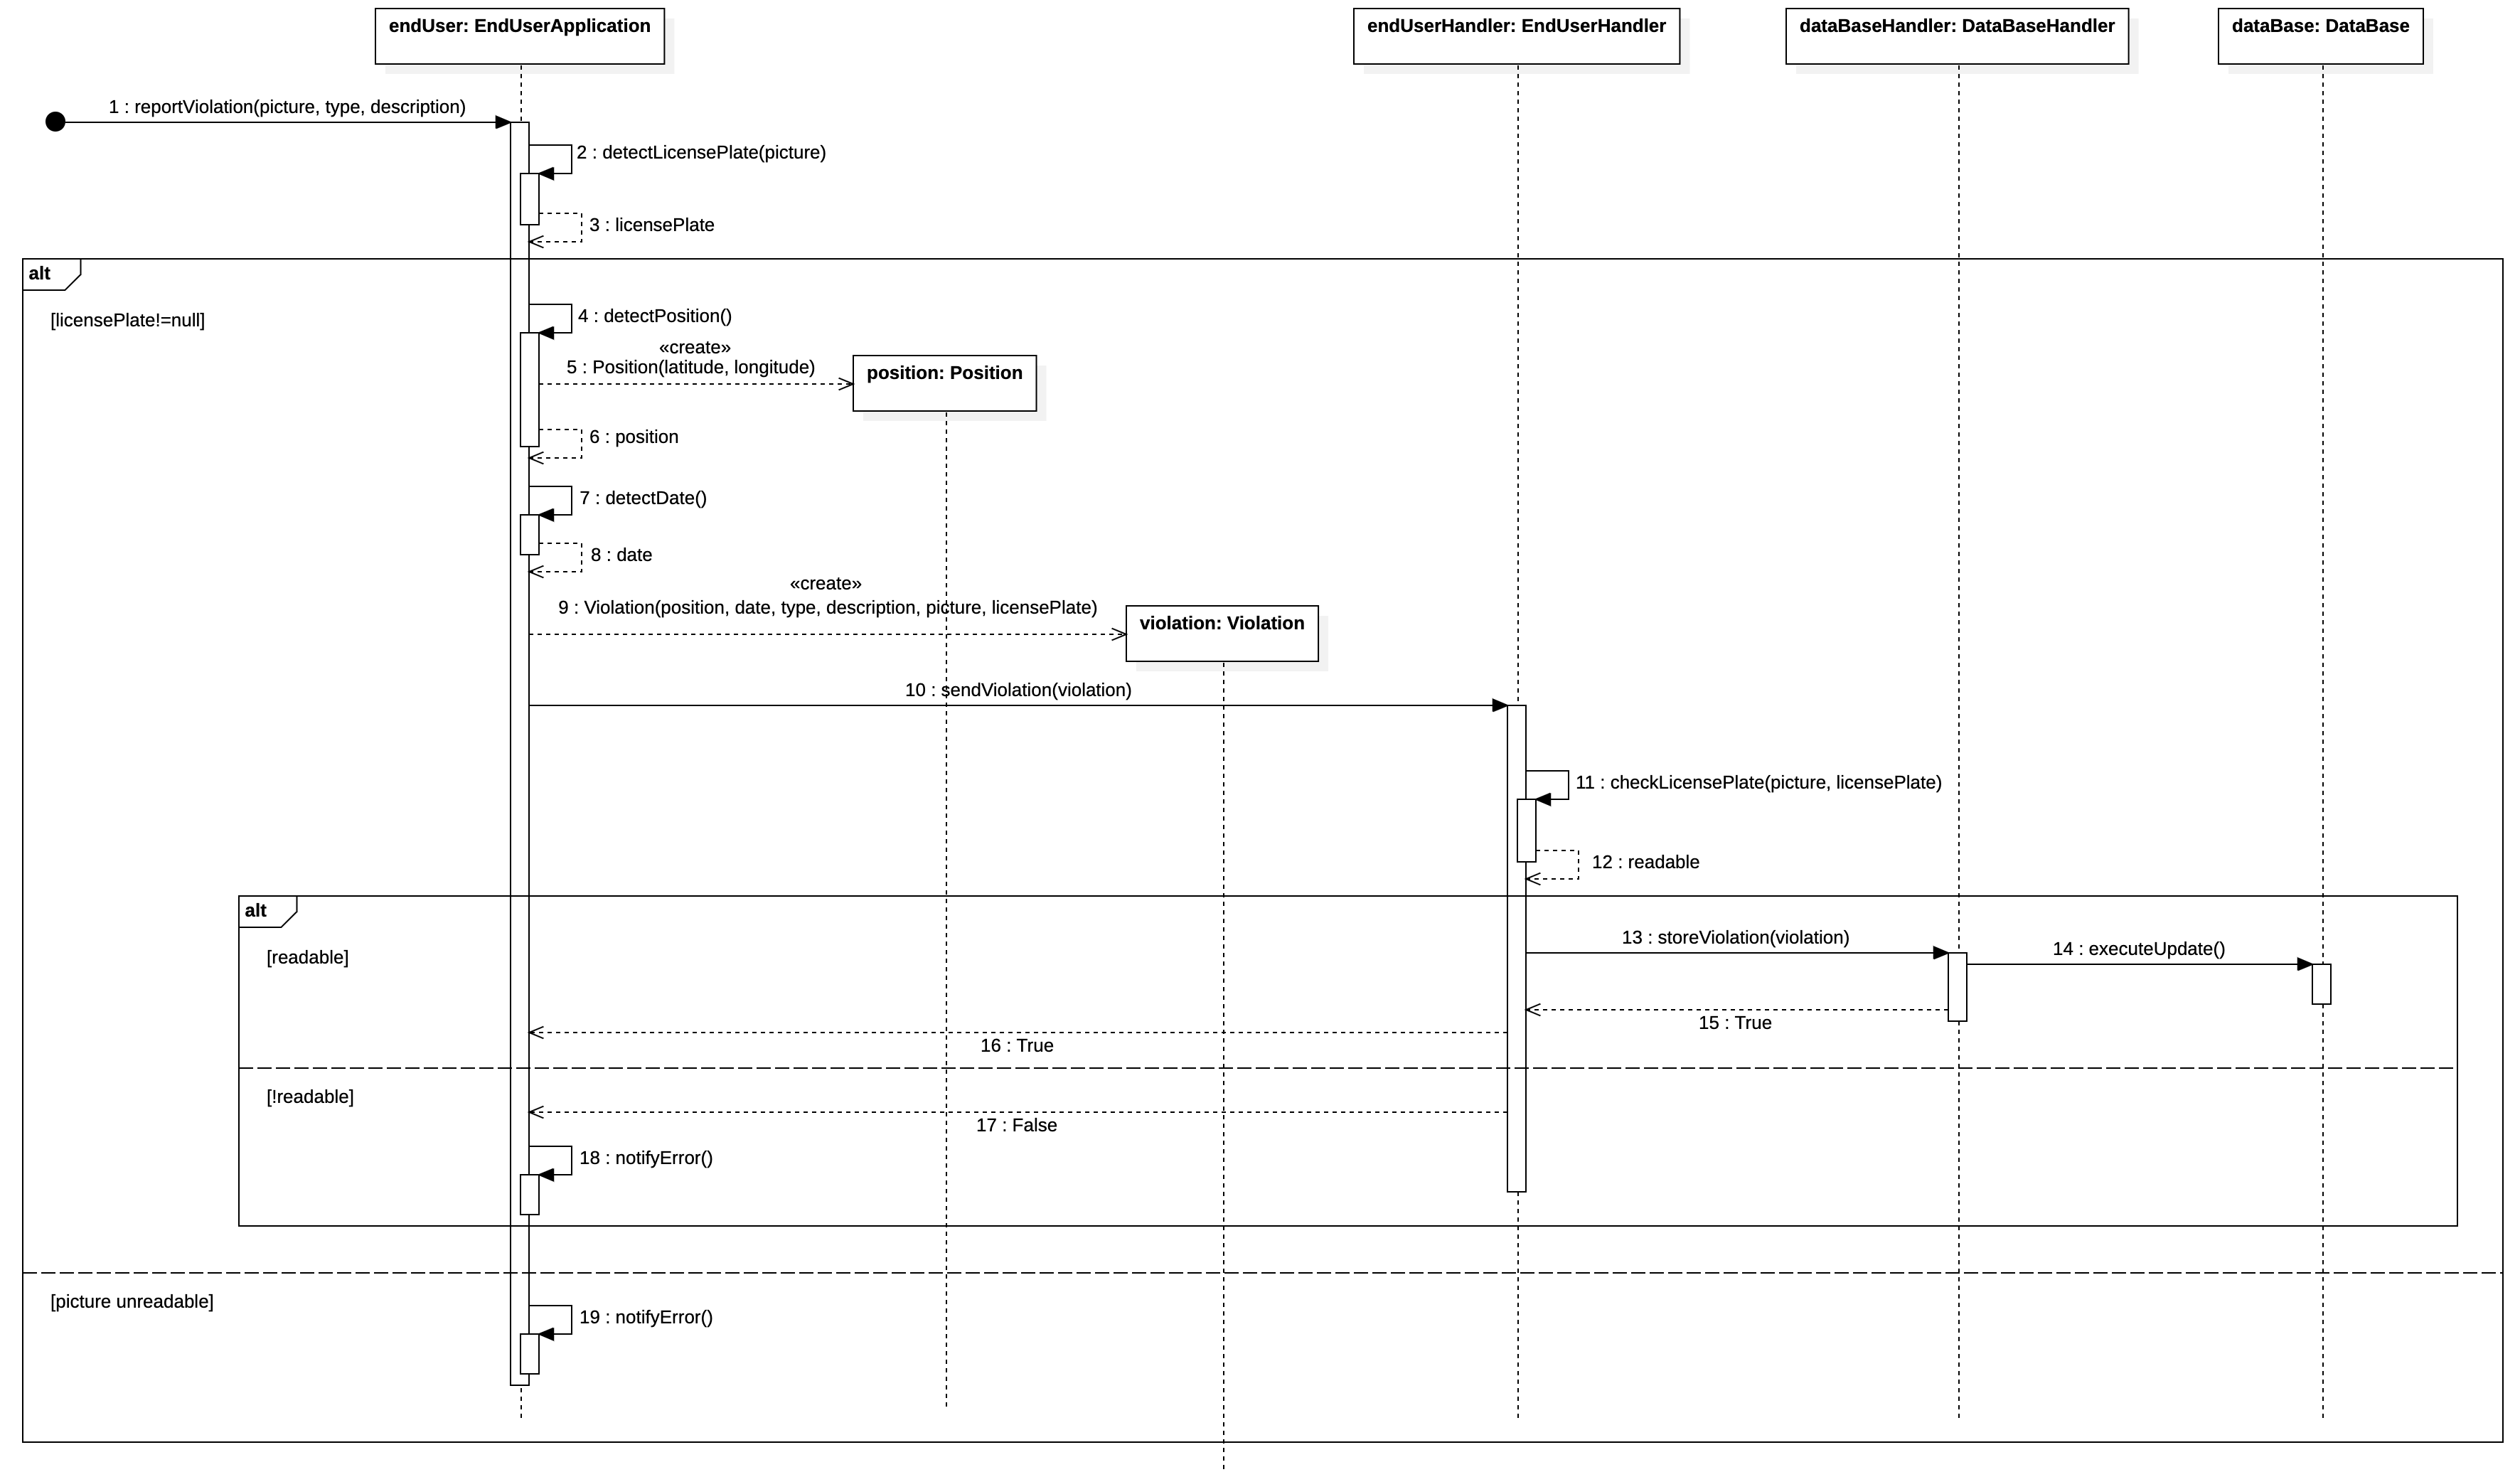 endUser: EndUserApplication
endUserHandler: EndUserHandler
dataBaseHandler: DataBaseHandler
dataBase: DataBase
1 : reportViolation(picture, type, description)
2 : detectLicensePlate(picture)
3 : licensePlate
alt
[licensePlate!=null]
4 : detectPosition()
«create»
5 : Position(latitude, longitude)
position: Position
6 : position
7 : detectDate()
8 : date
«create»
9 : Violation(position, date, type, description, picture, licensePlate)
violation: Violation
10 : sendViolation(violation)
11 : checkLicensePlate(picture, licensePlate)
12 : readable
alt
[readable]
13 : storeViolation(violation)
14 : executeUpdate()
15 : True
16 : True
[!readable]
17 : False
18 : notifyError()
[picture unreadable]
19 : notifyError()